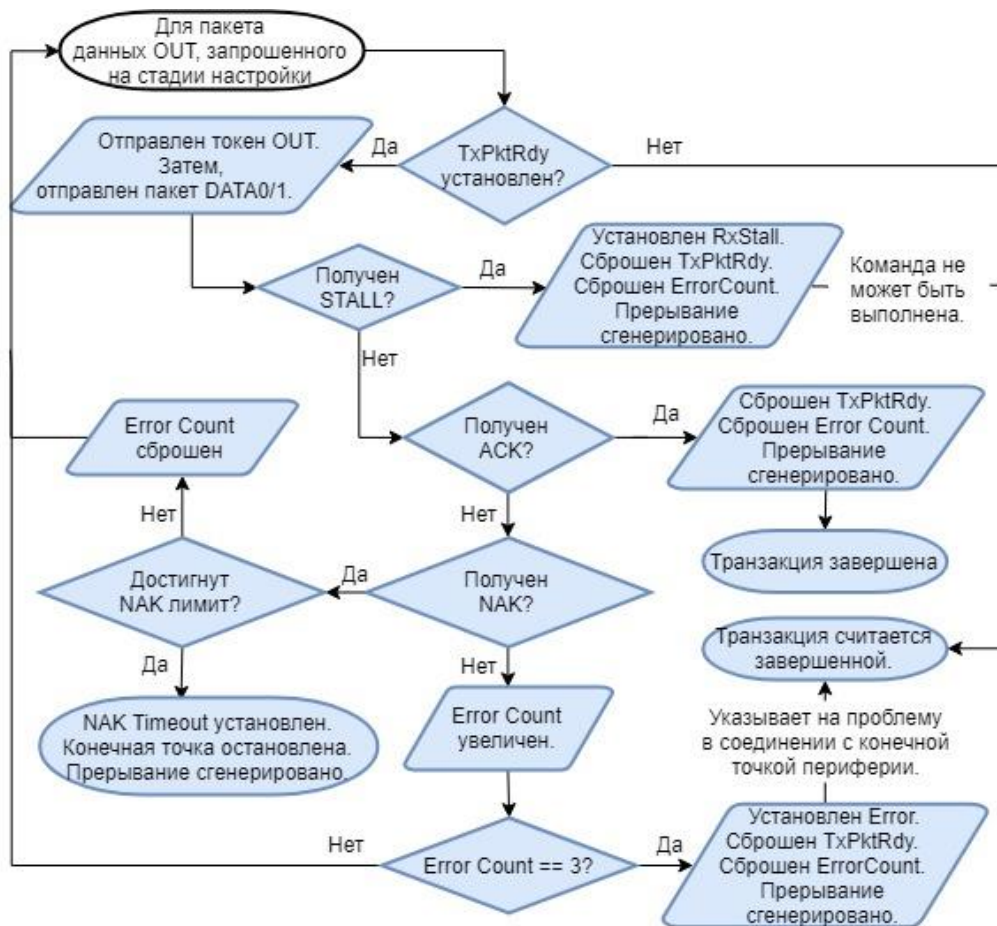 Для пакета
данных OUT, запрошенного
на стадии настройки
TxPktRdy
установлен?
Да
Нет
Отправлен токен OUT.
Затем,
отправлен пакет DATA0/1.
Получен
STALL?
Да
Установлен RxStall.
Сброшен TxPktRdy.
Сброшен ErrorCount.
Прерывание
сгенерировано.
Команда не
может быть
выполнена.
Нет
Получен
ACK?
Да
Сброшен TxPktRdy.
Сброшен Error Count.
Прерывание
сгенерировано.
Транзакция завершена
Error Count
сброшен
Нет
Нет
Достигнут
NAK лимит?
Да
Получен
NAK?
Да
Нет
NAK Timeout установлен.
Конечная точка остановлена.
Прерывание сгенерировано.
Error Count
увеличен.
Транзакция считается
завершенной.
Указывает на проблему
в соединении с конечной
точкой периферии.
Нет
Error Count == 3?
Да
Установлен Error.
Сброшен TxPktRdy.
Сброшен ErrorCount.
Прерывание
сгенерировано.